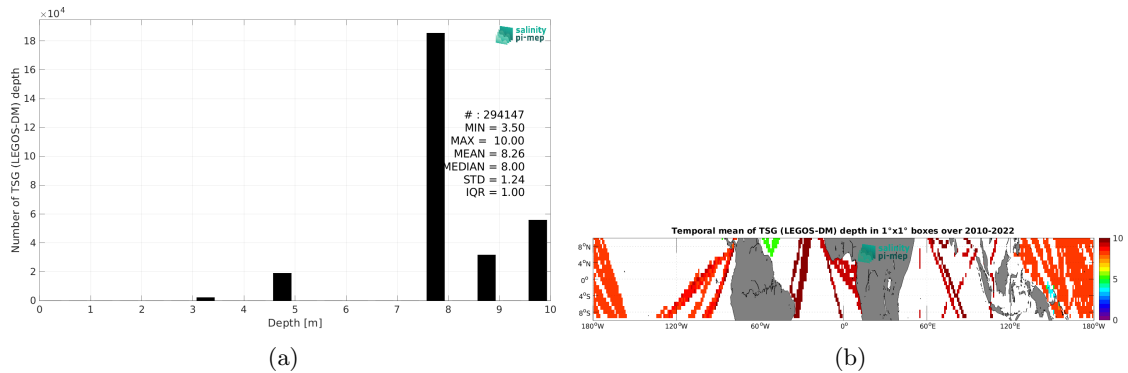 ×10⁴
18
16
14
12
10
8
6
4
2
0
Number of TSG (LEGOS-DM) depth
salinity
pi-mep
# : 294147
MIN = 3.50
MAX = 10.00
MEAN = 8.26
MEDIAN = 8.00
STD = 1.24
IQR = 1.00
0 1 2 3 4 5 6 7 8 9 10
Depth [m]
(a)
Temporal mean of TSG (LEGOS-DM) depth in 1°x1° boxes over 2010-2022
salinity
pi-mep
8°N
4°N
0°
4°S
8°S
180°W 120°W 60°W 0° 60°E 120°E 180°W
10
5
0
(b)